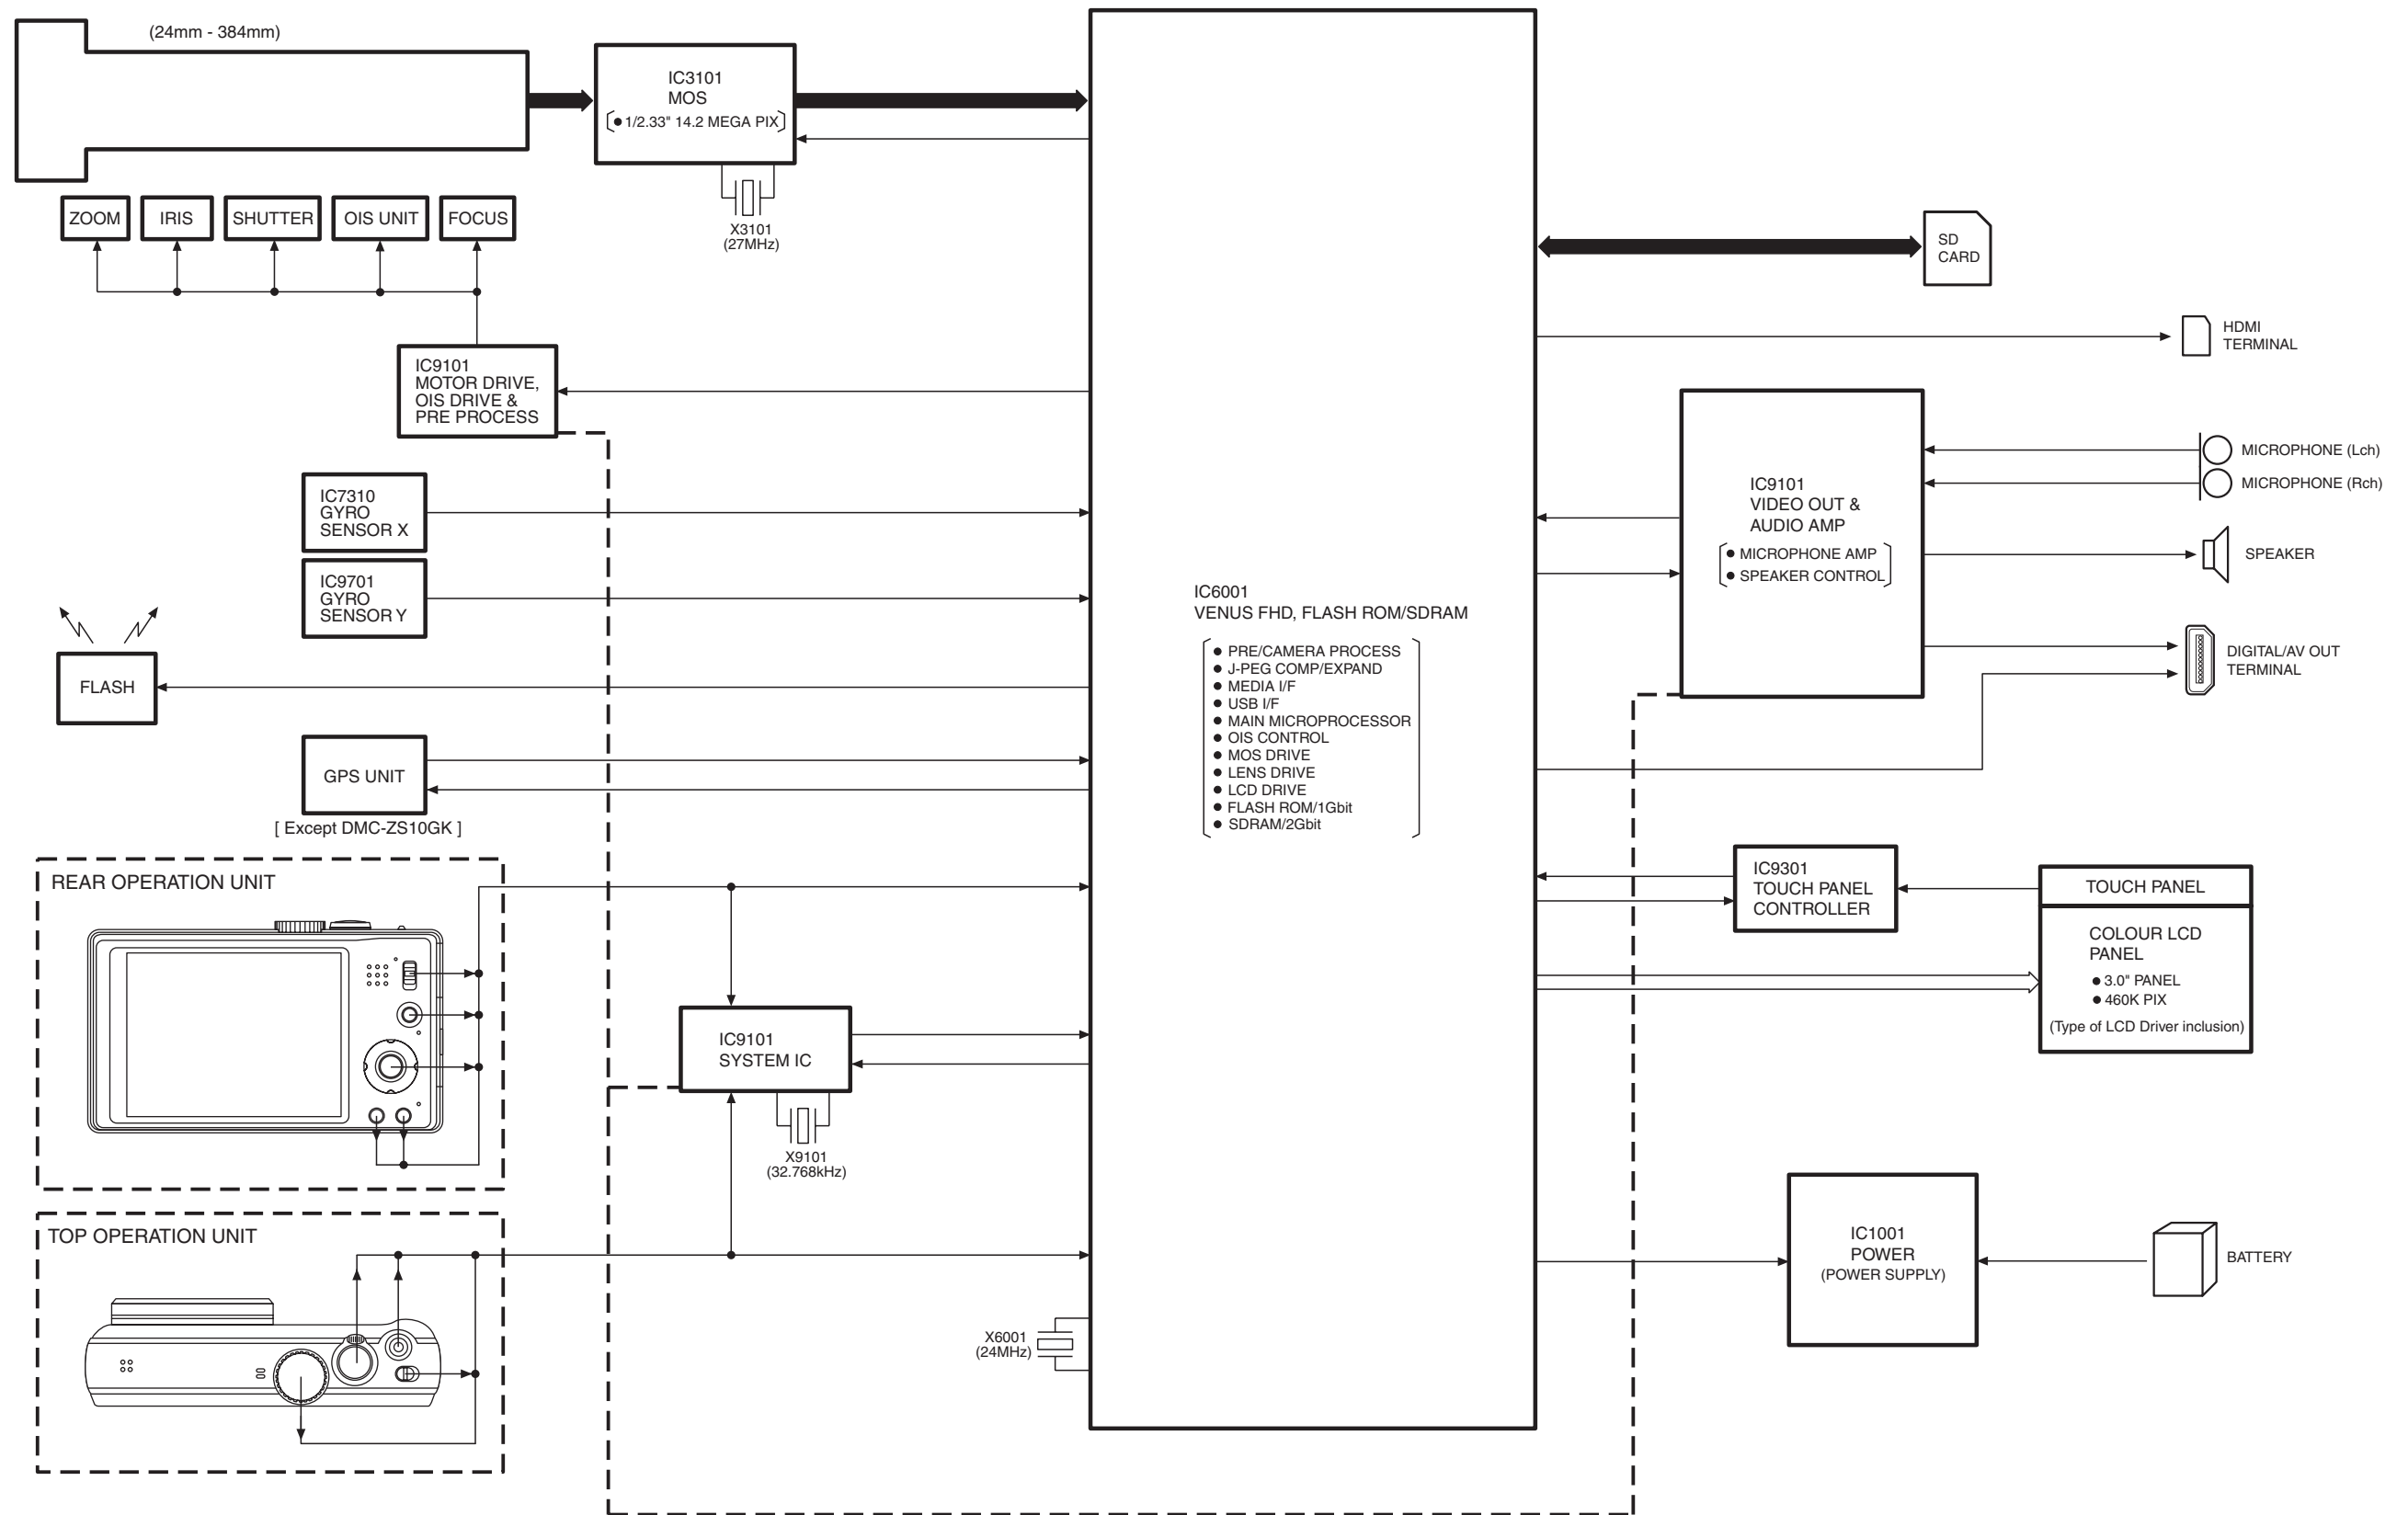 (24mm - 384mm)
IC3101
MOS
● 1/2.33" 14.2 MEGA PIX
X3101
(27MHz)
ZOOM
IRIS
SHUTTER
OIS UNIT
FOCUS
IC9101
MOTOR DRIVE,
OIS DRIVE &
PRE PROCESS
IC7310
GYRO
SENSOR X
IC9701
GYRO
SENSOR Y
FLASH
GPS UNIT
[ Except DMC-ZS10GK ]
REAR OPERATION UNIT
IC9101
SYSTEM IC
X9101
(32.768kHz)
TOP OPERATION UNIT
X6001
(24MHz)
IC6001
VENUS FHD, FLASH ROM/SDRAM
● PRE/CAMERA PROCESS
● J-PEG COMP/EXPAND
● MEDIA I/F
● USB I/F
● MAIN MICROPROCESSOR
● OIS CONTROL
● MOS DRIVE
● LENS DRIVE
● LCD DRIVE
● FLASH ROM/1Gbit
● SDRAM/2Gbit
SD
CARD
HDMI
TERMINAL
IC9101
VIDEO OUT &
AUDIO AMP
● MICROPHONE AMP
● SPEAKER CONTROL
MICROPHONE (Lch)
MICROPHONE (Rch)
SPEAKER
DIGITAL/AV OUT
TERMINAL
IC9301
TOUCH PANEL
CONTROLLER
TOUCH PANEL
COLOUR LCD
PANEL
● 3.0" PANEL
● 460K PIX
(Type of LCD Driver inclusion)
IC1001
POWER
(POWER SUPPLY)
BATTERY